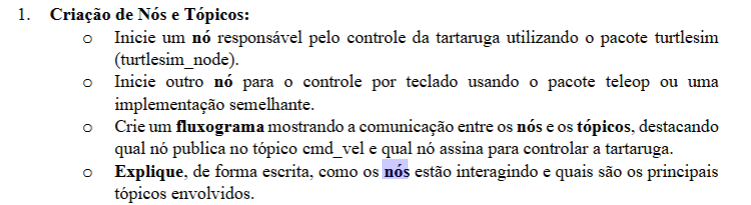 1. Criação de Nós e Tópicos:
o Inicie um nó responsável pelo controle da tartaruga utilizando o pacote turtlesim
(turtlesim_node).
o Inicie outro nó para o controle por teclado usando o pacote teleop ou uma
implementação semelhante.
o Crie um fluxograma mostrando a comunicação entre os nós e os tópicos, destacando
qual nó publica no tópico cmd_vel e qual nó assina para controlar a tartaruga.
o Explique, de forma escrita, como os nós estão interagindo e quais são os principais
tópicos envolvidos.